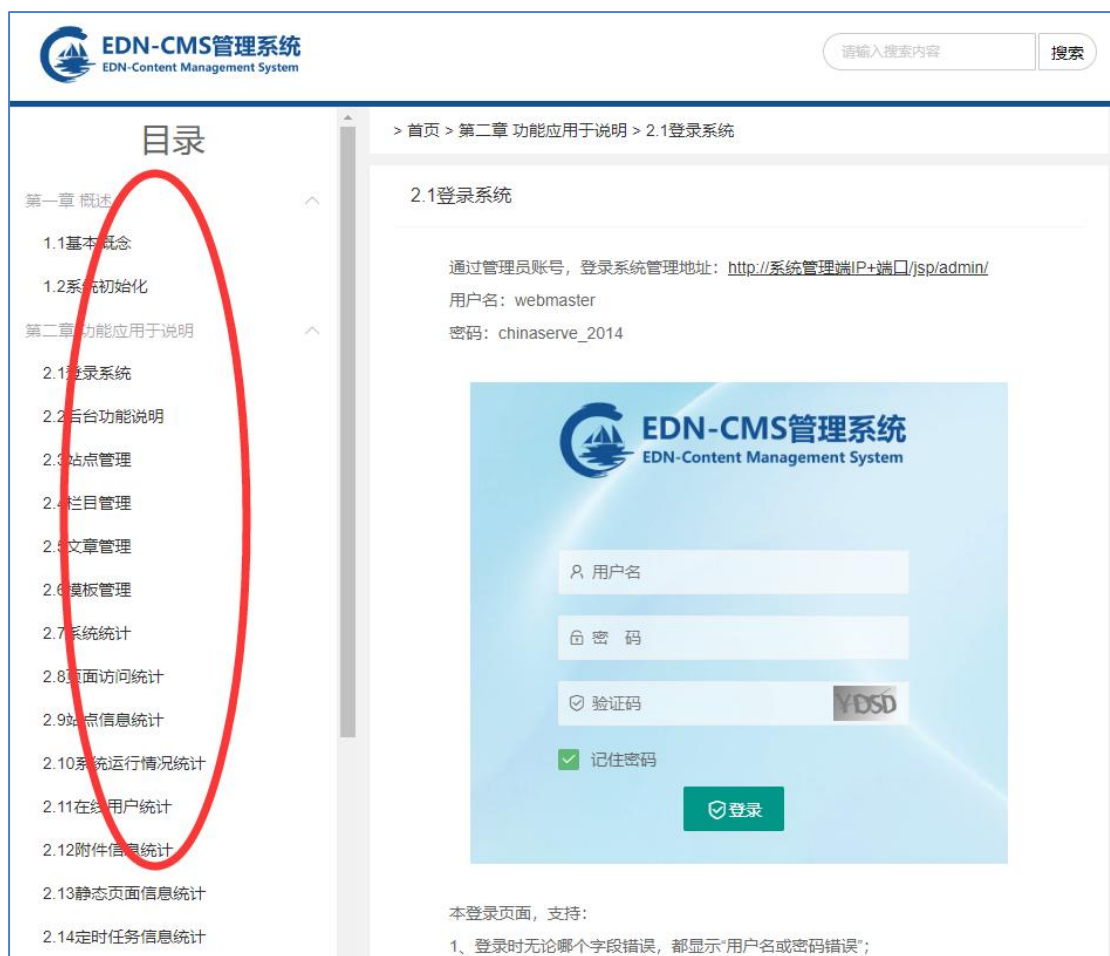 EDN-CMS管理系统
EDN-Content Management System
请输入搜索内容
搜索
目录
第一章 概述
1.1基本概念
1.2系统初始化
第二章 功能应用于说明
2.1登录系统
2.2后台功能说明
2.3站点管理
2.4栏目管理
2.5文章管理
2.6模板管理
2.7系统统计
2.8页面访问统计
2.9站点信息统计
2.10系统运行情况统计
2.11在线用户统计
2.12附件信息统计
2.13静态页面信息统计
2.14定时任务信息统计
> 首页 > 第二章 功能应用于说明 > 2.1登录系统
2.1登录系统
通过管理员账号，登录系统管理地址：http://系统管理端IP+端口/jsp/admin/
用户名：webmaster
密码：chinaserve_2014
EDN-CMS管理系统
EDN-Content Management System
用户名
密 码
验证码
YDSD
记住密码
登录
本登录页面，支持：
1、登录时无论哪个字段错误，都显示“用户名或密码错误”；